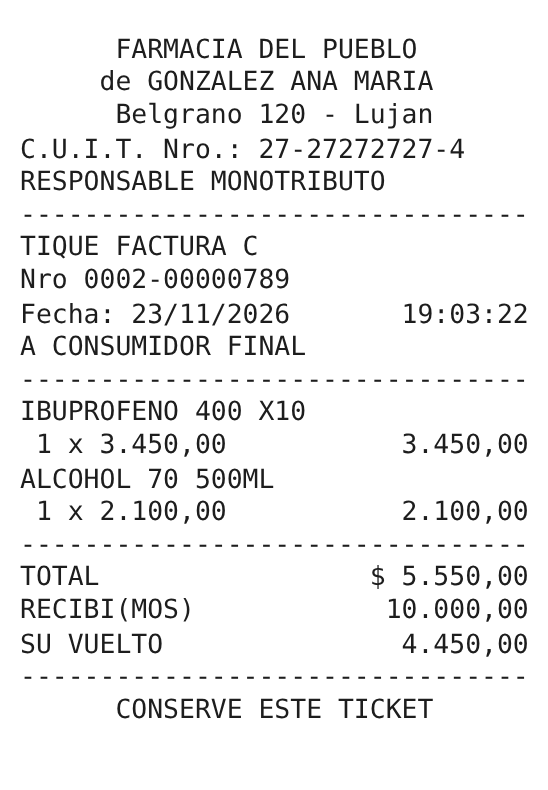 FARMACIA DEL PUEBLO
de GONZALEZ ANA MARIA
Belgrano 120 - Lujan
C.U.I.T. Nro.: 27-27272727-4
RESPONSABLE MONOTRIBUTO
--------------------------------
TIQUE FACTURA C
Nro 0002-00000789
Fecha: 23/11/2026       19:03:22
A CONSUMIDOR FINAL
--------------------------------
IBUPROFENO 400 X10
 1 x 3.450,00           3.450,00
ALCOHOL 70 500ML
 1 x 2.100,00           2.100,00
--------------------------------
TOTAL                 $ 5.550,00
RECIBI(MOS)            10.000,00
SU VUELTO               4.450,00
--------------------------------
CONSERVE ESTE TICKET